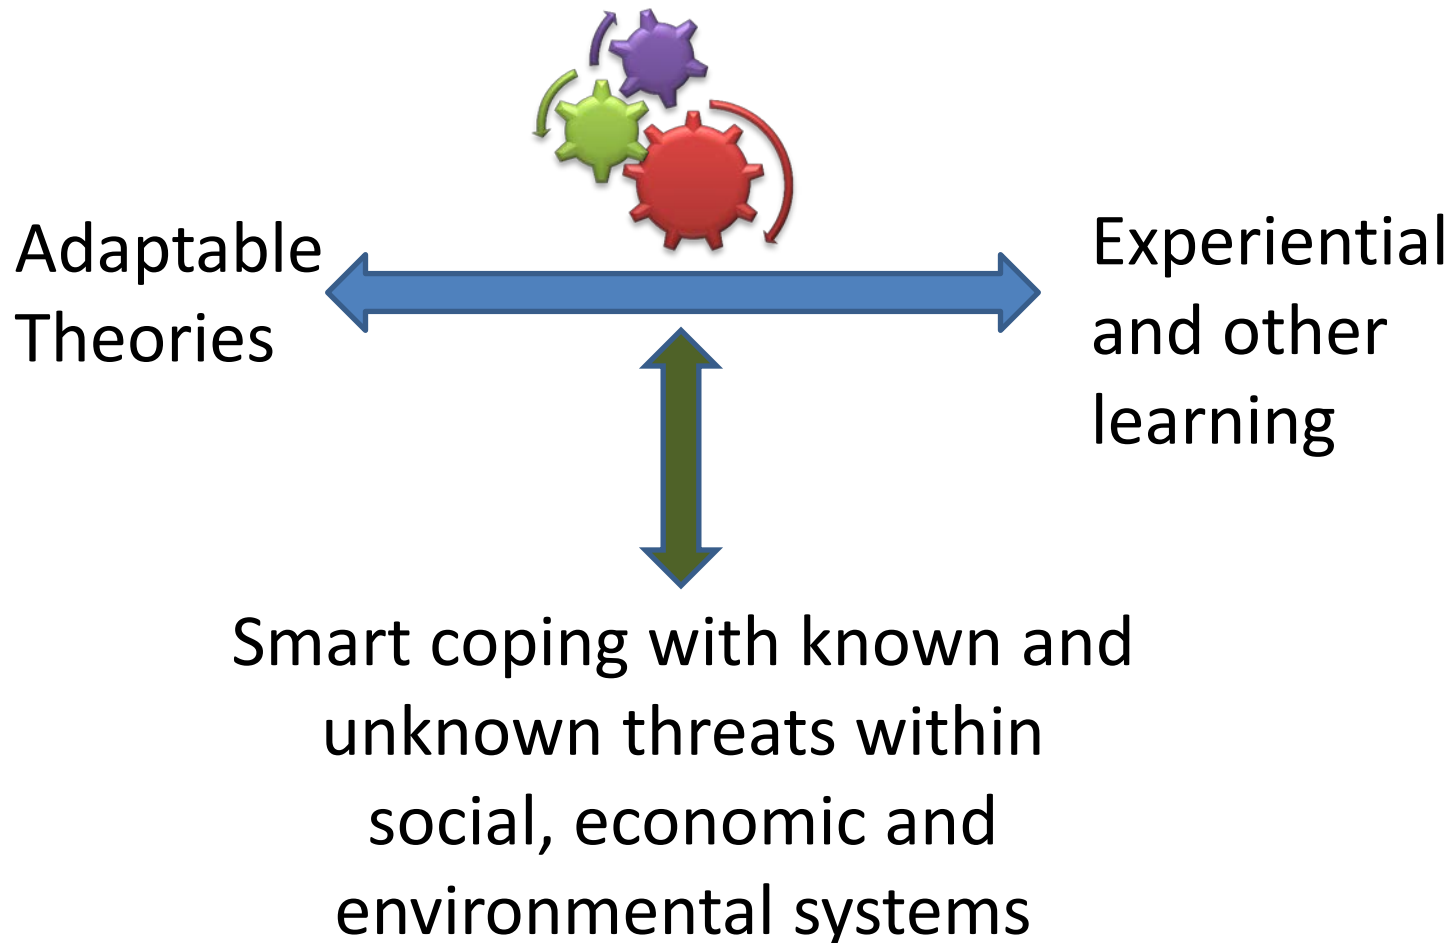 Adaptable
Theories
Experiential
and other
learning
Smart coping with known and
unknown threats within
social, economic and
environmental systems